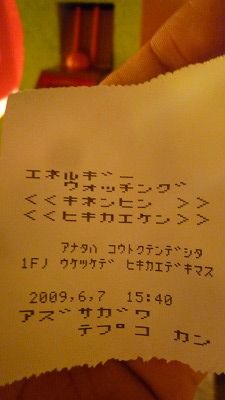 エネルギー
ウォッチング
<<キネンヒン >>
<<ヒキカエケン>>
アナタハ コウトクテンデシタ
1Fノ ウケツケデ ヒキカエデキマス
2009,6,7 15:40
アズサガワ
テプコ カン